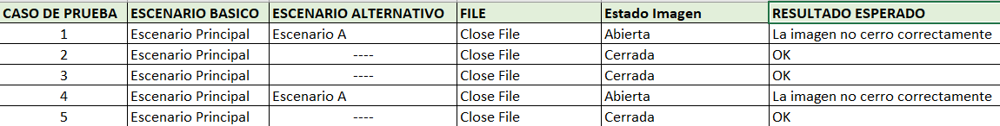 CASO DE PRUEBA ESCENARIO BASICO ESCENARIO ALTERNATIVO FILE Estado Imagen RESULTADO ESPERADO
1 Escenario Principal Escenario A Close File Abierta La imagen no cerro correctamente
2 Escenario Principal ---- Close File Cerrada OK
3 Escenario Principal ---- Close File Cerrada OK
4 Escenario Principal Escenario A Close File Abierta La imagen no cerro correctamente
5 Escenario Principal ---- Close File Cerrada OK